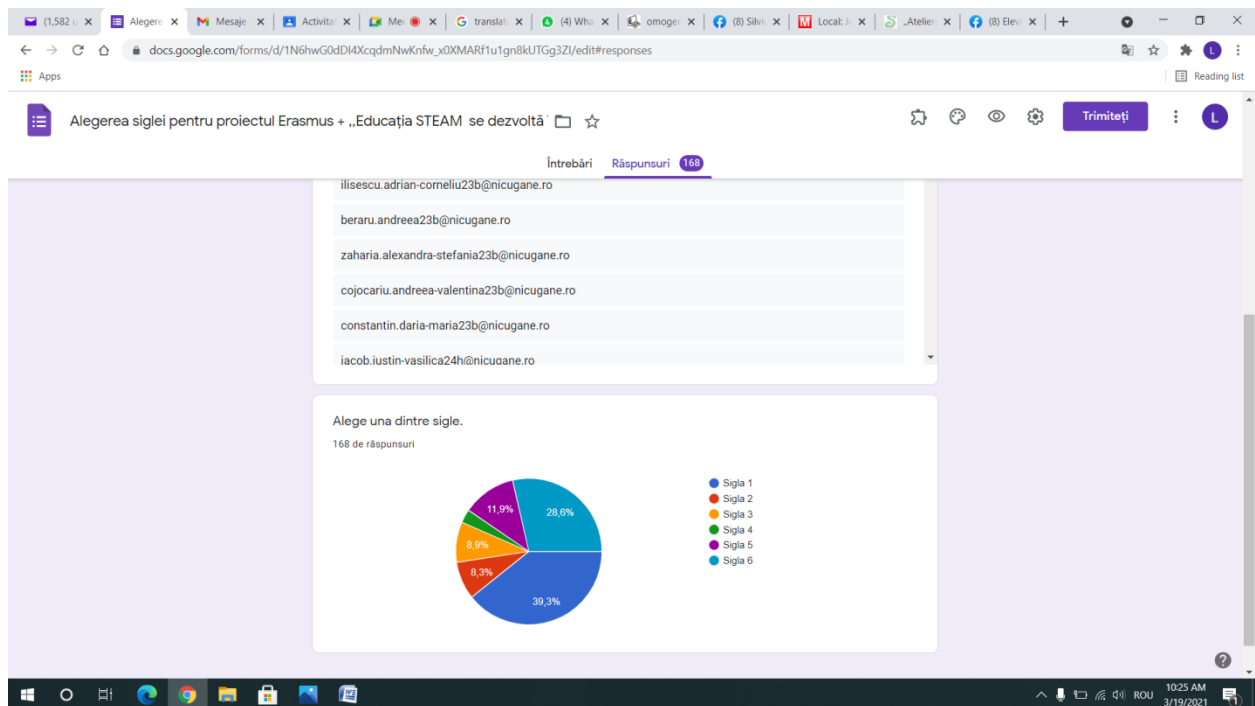 (1,582 u
Alegere
Mesaje
Activita
Mee
translat
(4) Wha
omoger
(8) Silvi
Local: J
„Atelier
(8) Elev
docs.google.com/forms/d/1N6hwG0dDI4XcqdmNwKnfw_x0XMARf1u1gn8kUTGg3ZI/edit#responses
Apps
Reading list
Alegerea siglei pentru proiectul Erasmus + ,,Educația STEAM se dezvoltă
Trimiteți
L
Întrebări Răspunsuri 168
ilisescu.adrian-corneliu23b@nicugane.ro
beraru.andreea23b@nicugane.ro
zaharia.alexandra-stefania23b@nicugane.ro
cojocariu.andreea-valentina23b@nicugane.ro
constantin.daria-maria23b@nicugane.ro
iacob.iustin-vasilica24h@nicugane.ro
Alege una dintre sigle.
168 de răspunsuri
11,9%
28,6%
8,9%
8,3%
39,3%
Sigla 1
Sigla 2
Sigla 3
Sigla 4
Sigla 5
Sigla 6
ROU
10:25 AM
3/19/2021